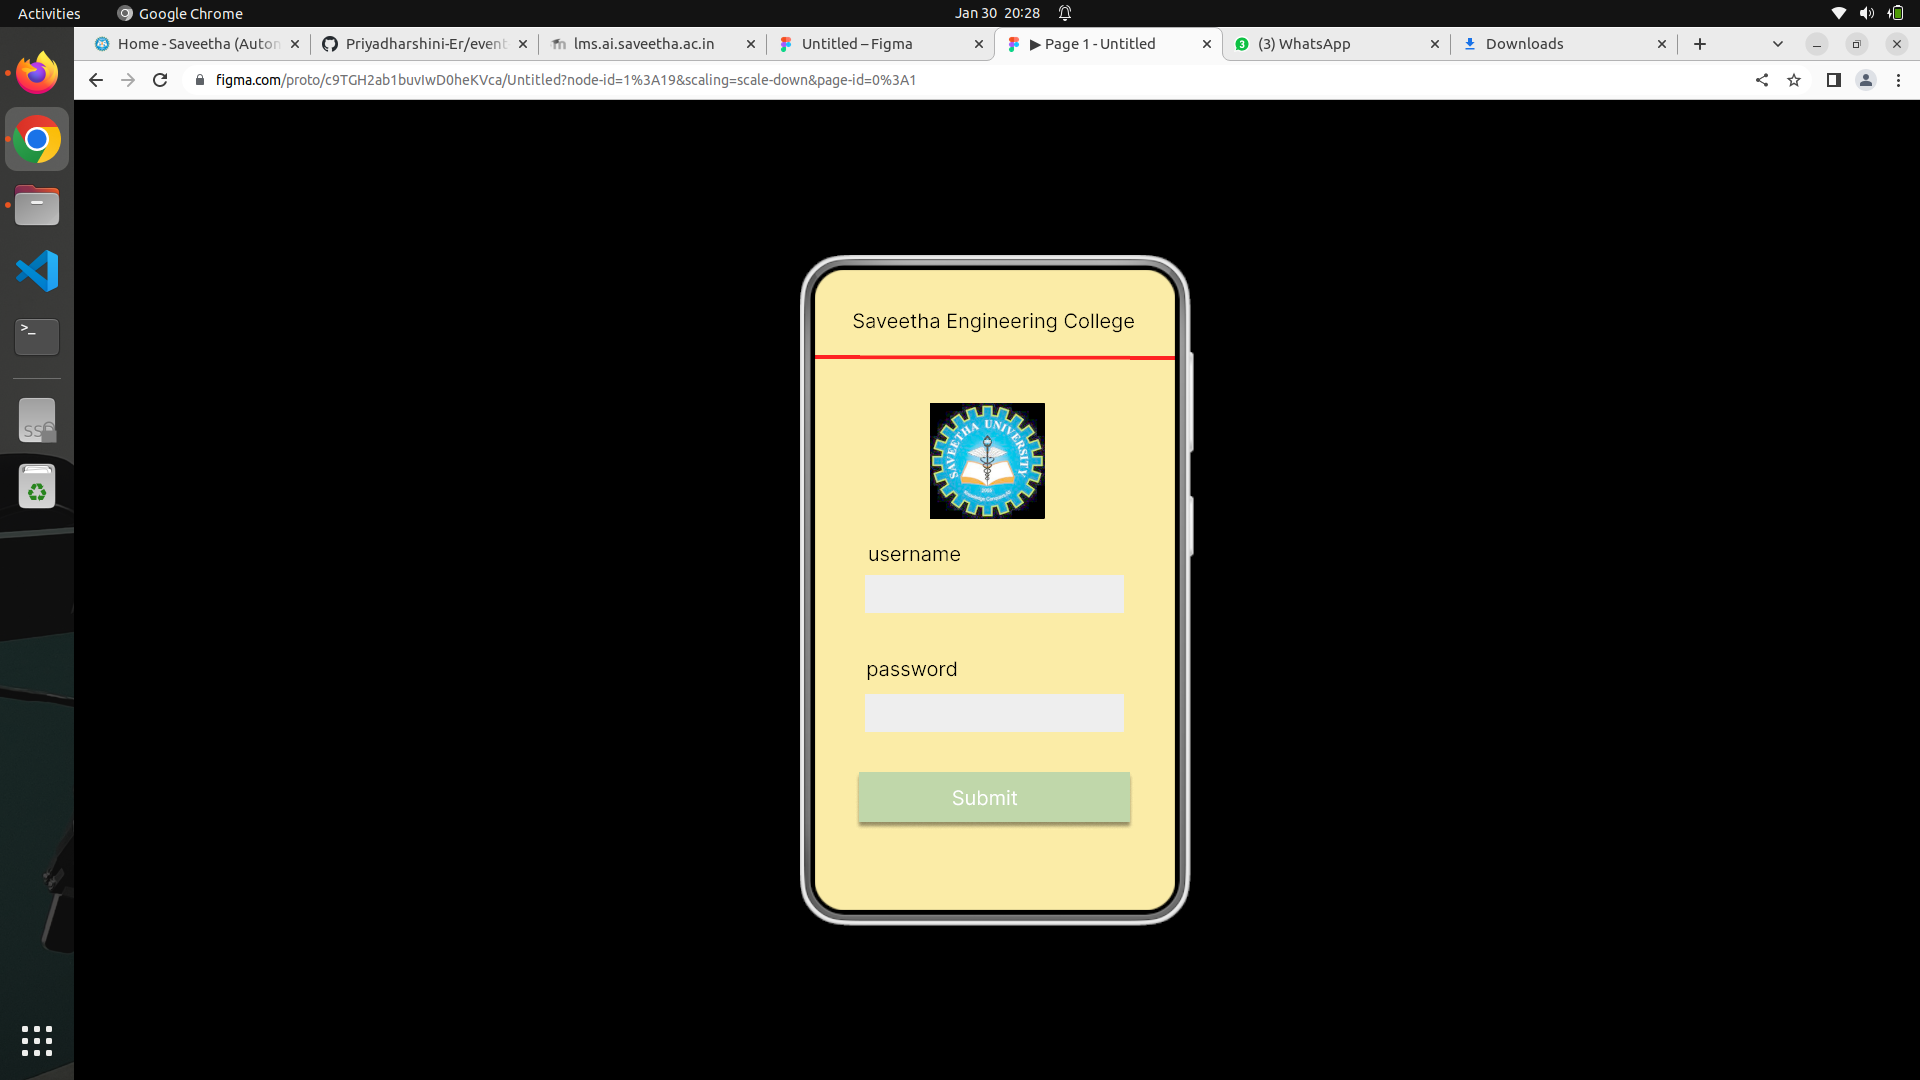 Activities
Google Chrome
Jan 30 20:28
Home - Saveetha (Auton
Priyadharshini-Er/event
lms.ai.saveetha.ac.in
Untitled – Figma
▶ Page 1 - Untitled
(3) WhatsApp
Downloads
figma.com/proto/c9TGH2ab1buvIwD0heKVca/Untitled?node-id=1%3A19&scaling=scale-down&page-id=0%3A1
Saveetha Engineering College
SAVEETHA UNIVERSITY
username
password
Submit